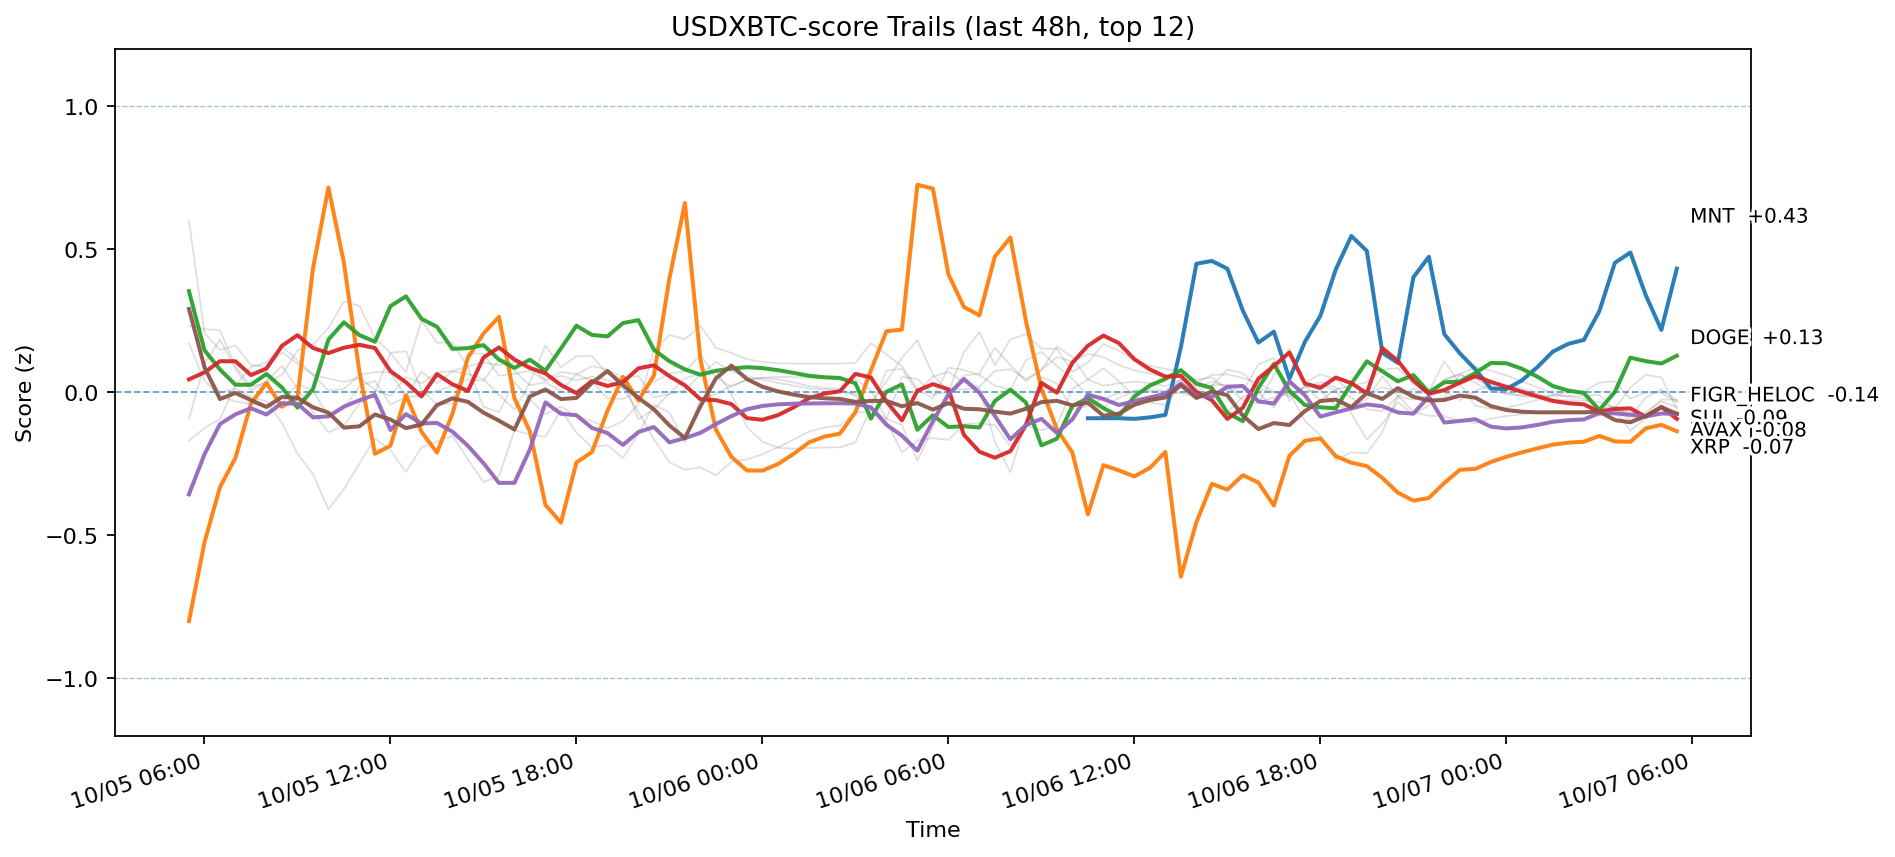 USDXBTC-score Trails (last 48h, top 12)
Score (z)
1.0
0.5
0.0
−0.5
−1.0
MNT +0.43
DOGE +0.13
FIGR_HELOC -0.14
-0.09
AVAX -0.08
XRP -0.07
10/05 06:00
10/05 12:00
10/05 18:00
10/06 00:00
10/06 06:00
10/06 12:00
10/06 18:00
10/07 00:00
10/07 06:00
Time